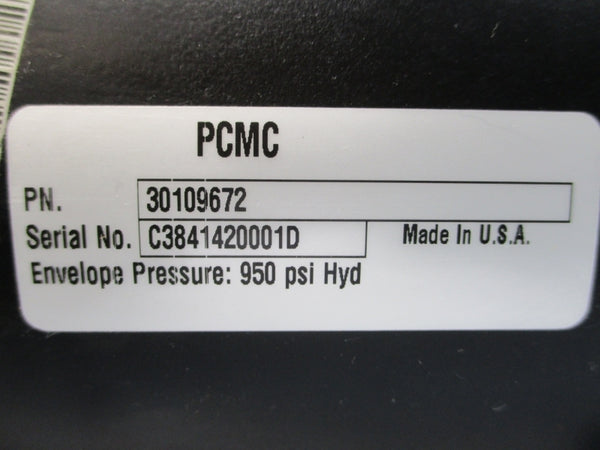 PCMC
PN. 30109672
Serial No. C3841420001D Made In U.S.A.
Envelope Pressure: 950 psi Hyd